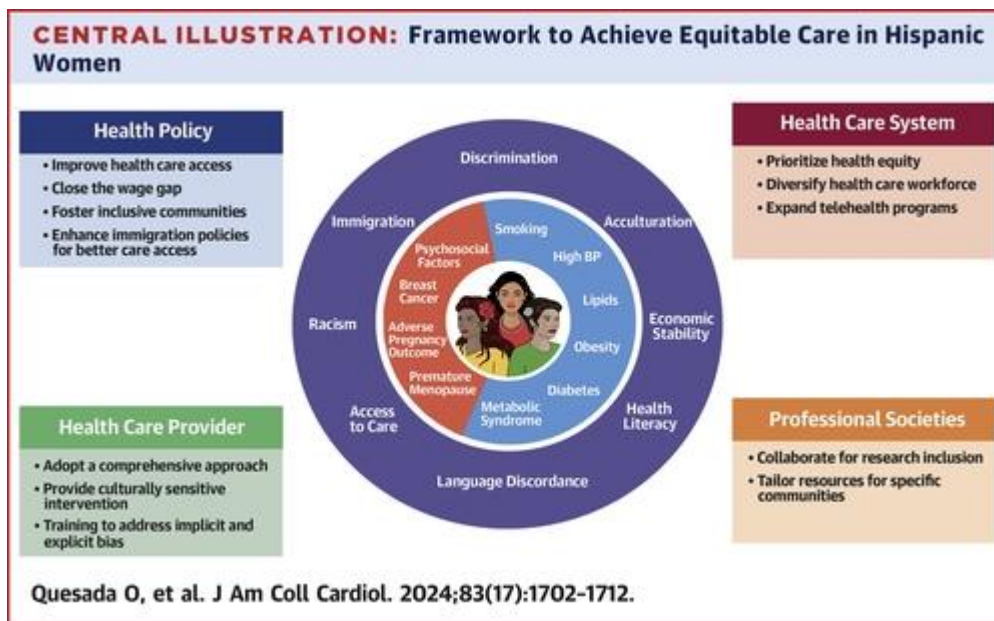 CENTRAL ILLUSTRATION: Framework to Achieve Equitable Care in Hispanic
Women
Health Policy
• Improve health care access
• Close the wage gap
• Foster inclusive communities
• Enhance immigration policies
for better care access
Health Care System
• Prioritize health equity
• Diversify health care workforce
• Expand telehealth programs
Discrimination
Immigration
Acculturation
Racism
Economic
Stability
Access
to Care
Health
Literacy
Language Discordance
Psychosocial
Factors
Breast
Cancer
Adverse
Pregnancy
Outcome
Premature
Menopause
Smoking
High BP
Lipids
Obesity
Diabetes
Metabolic
Syndrome
Health Care Provider
• Adopt a comprehensive approach
• Provide culturally sensitive
intervention
• Training to address implicit and
explicit bias
Professional Societies
• Collaborate for research inclusion
• Tailor resources for specific
communities
Quesada O, et al. J Am Coll Cardiol. 2024;83(17):1702-1712.